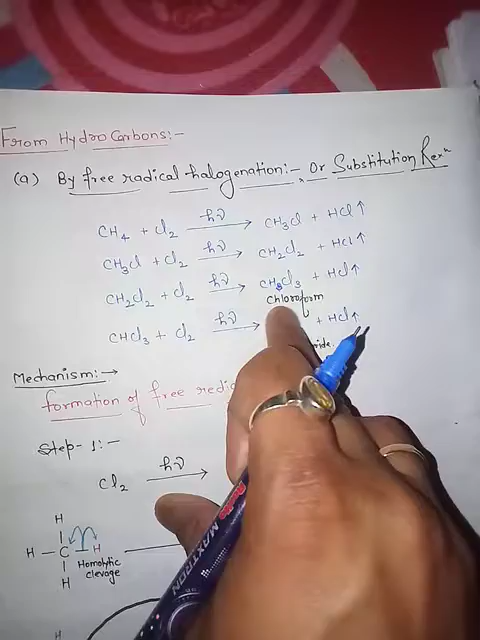 From HydroCarbons:-
(a) By free radical halogenation:- Or Substitution Rexn
CH4 + Cl2 hν → CH3Cl + HCl ↑
CH3Cl + Cl2 hν → CH2Cl2 + HCl ↑
CH2Cl2 + Cl2 hν → CHCl3 + HCl ↑
Chloroform
CHCl3 + Cl2 hν → + HCl ↑
ride.
Mechanism:→
formation of free
Step-1:-
Cl2 hν →
H
H - C - H
Homolytic
clevage
H
H
MAXTRON